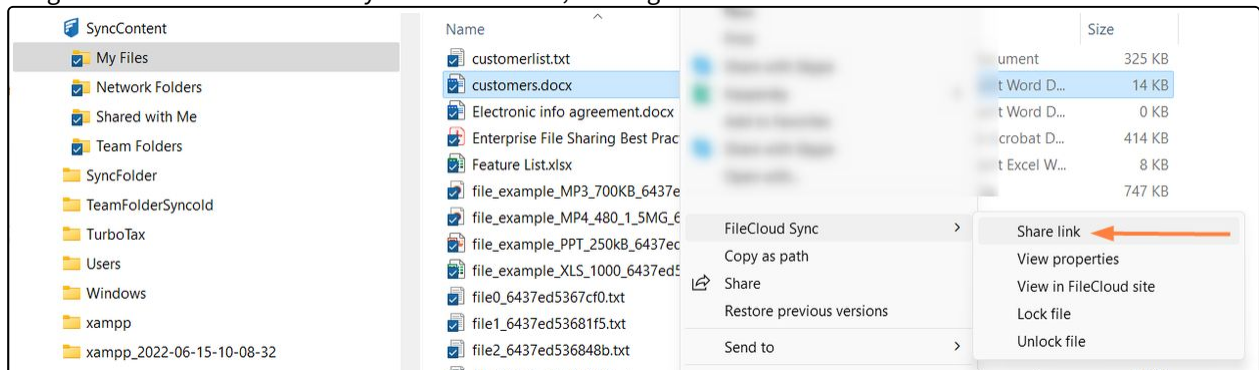 SyncContent
My Files
Network Folders
Shared with Me
Team Folders
SyncFolder
TeamFolderSyncold
TurboTax
Users
Windows
xampp
xampp_2022-06-15-10-08-32
Name
customerlist.txt
customers.docx
Electronic info agreement.docx
Enterprise File Sharing Best Prac
Feature List.xlsx
file_example_MP3_700KB_6437e
file_example_MP4_480_1_5MG_6
file_example_PPT_250kB_6437ec
file_example_XLS_1000_6437ed5
file0_6437ed5367cf0.txt
file1_6437ed53681f5.txt
file2_6437ed536848b.txt
FileCloud Sync
Copy as path
Share
Restore previous versions
Send to
Size
ument 325 KB
t Word D... 14 KB
t Word D... 0 KB
crobat D... 414 KB
t Excel W... 8 KB
747 KB
Share link
View properties
View in FileCloud site
Lock file
Unlock file